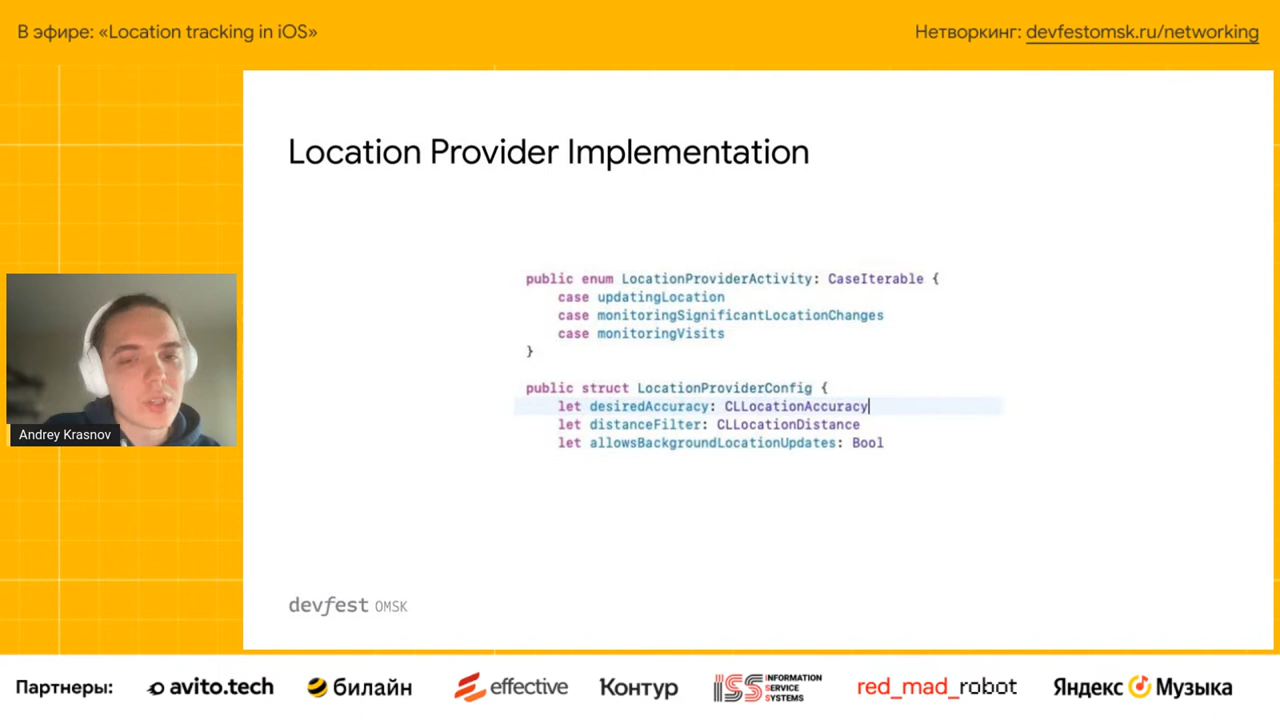 В эфире: «Location tracking in iOS»
Нетворкинг: devfestomsk.ru/networking
Location Provider Implementation
public enum LocationProviderActivity: CaseIterable {
case updatingLocation
case monitoringSignificantLocationChanges
case monitoringVisits
}
public struct LocationProviderConfig {
let desiredAccuracy: CLLocationAccuracy
let distanceFilter: CLLocationDistance
let allowsBackgroundLocationUpdates: Bool
Andrey Krasnov
devfest OMSK
Партнеры:
avito.tech
билайн
effective
Контур
ISS INFORMATION
SERVICE
SYSTEMS
red_mad_robot
Яндекс Музыка